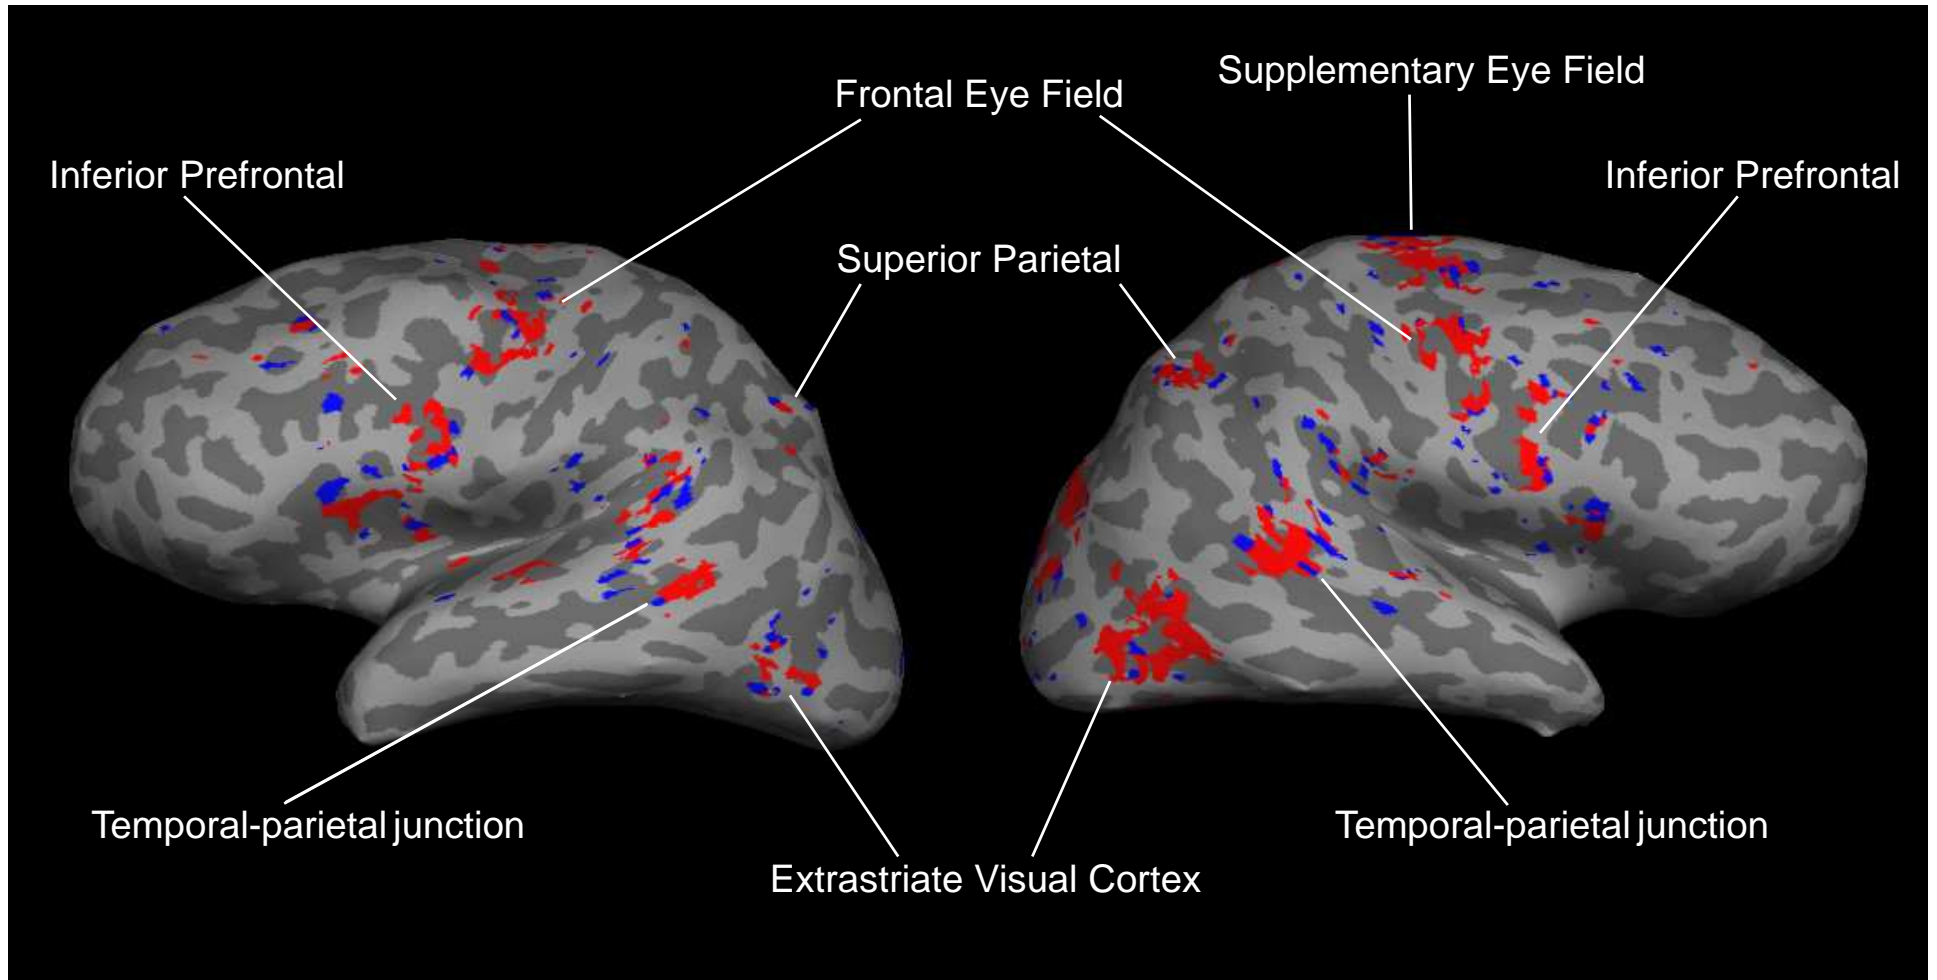 Supplementary Eye Field
Frontal Eye Field
Inferior Prefrontal
Inferior Prefrontal
Superior Parietal
Temporal-parietal junction
Temporal-parietal junction
Extrastriate Visual Cortex